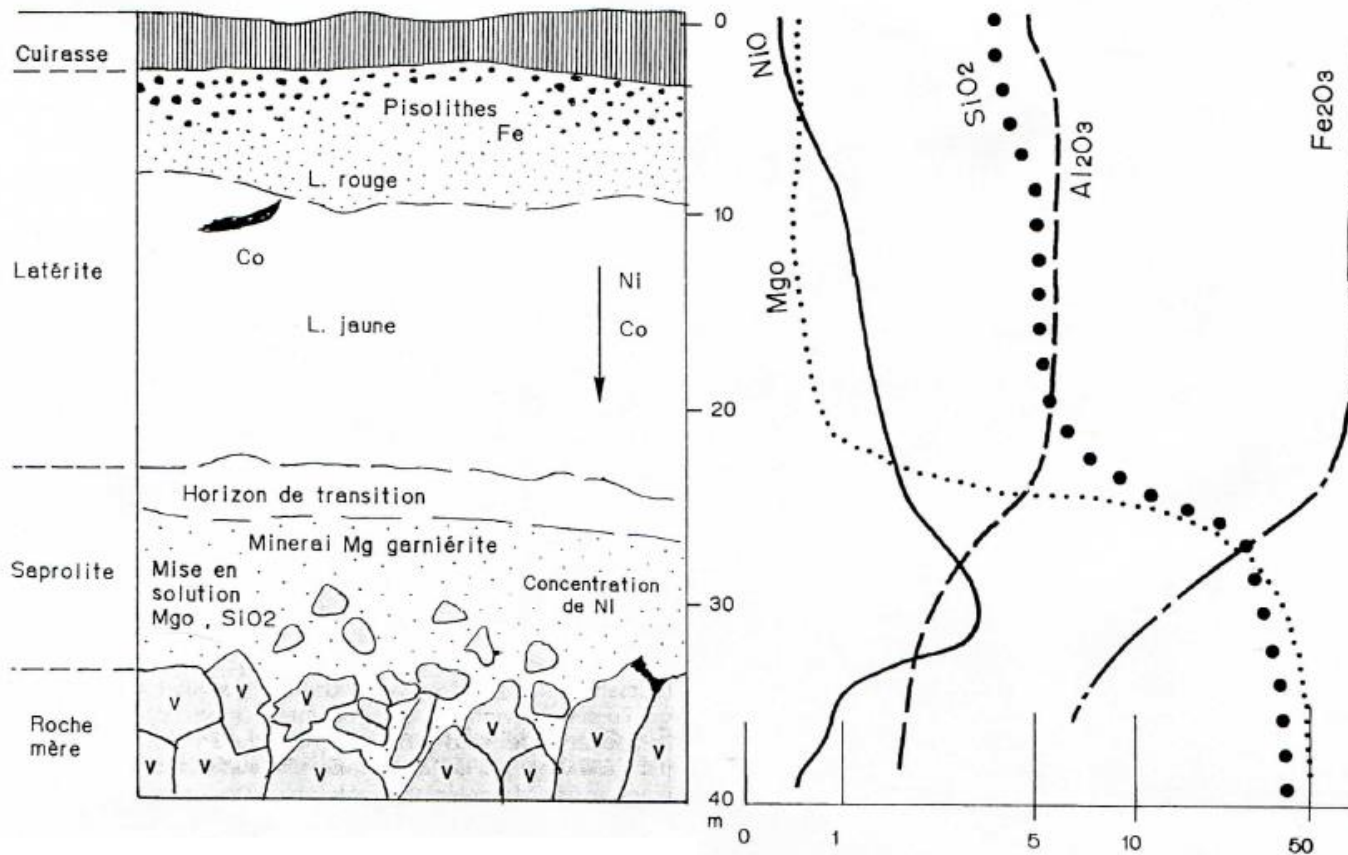 Cuirasse
Latérite
Saprolite
Roche
mère
Pisolithes
Fe
L. rouge
Co
L. jaune
Ni
Co
Horizon de transition
Minerai Mg garniérite
Mise en
solution
Mgo , SiO2
Concentration
de NI
v v v v v v v v v v v
0
10
20
30
40
m
NiO
Mgo
SiO2
Al2O3
Fe2O3
0 1 5 10 50